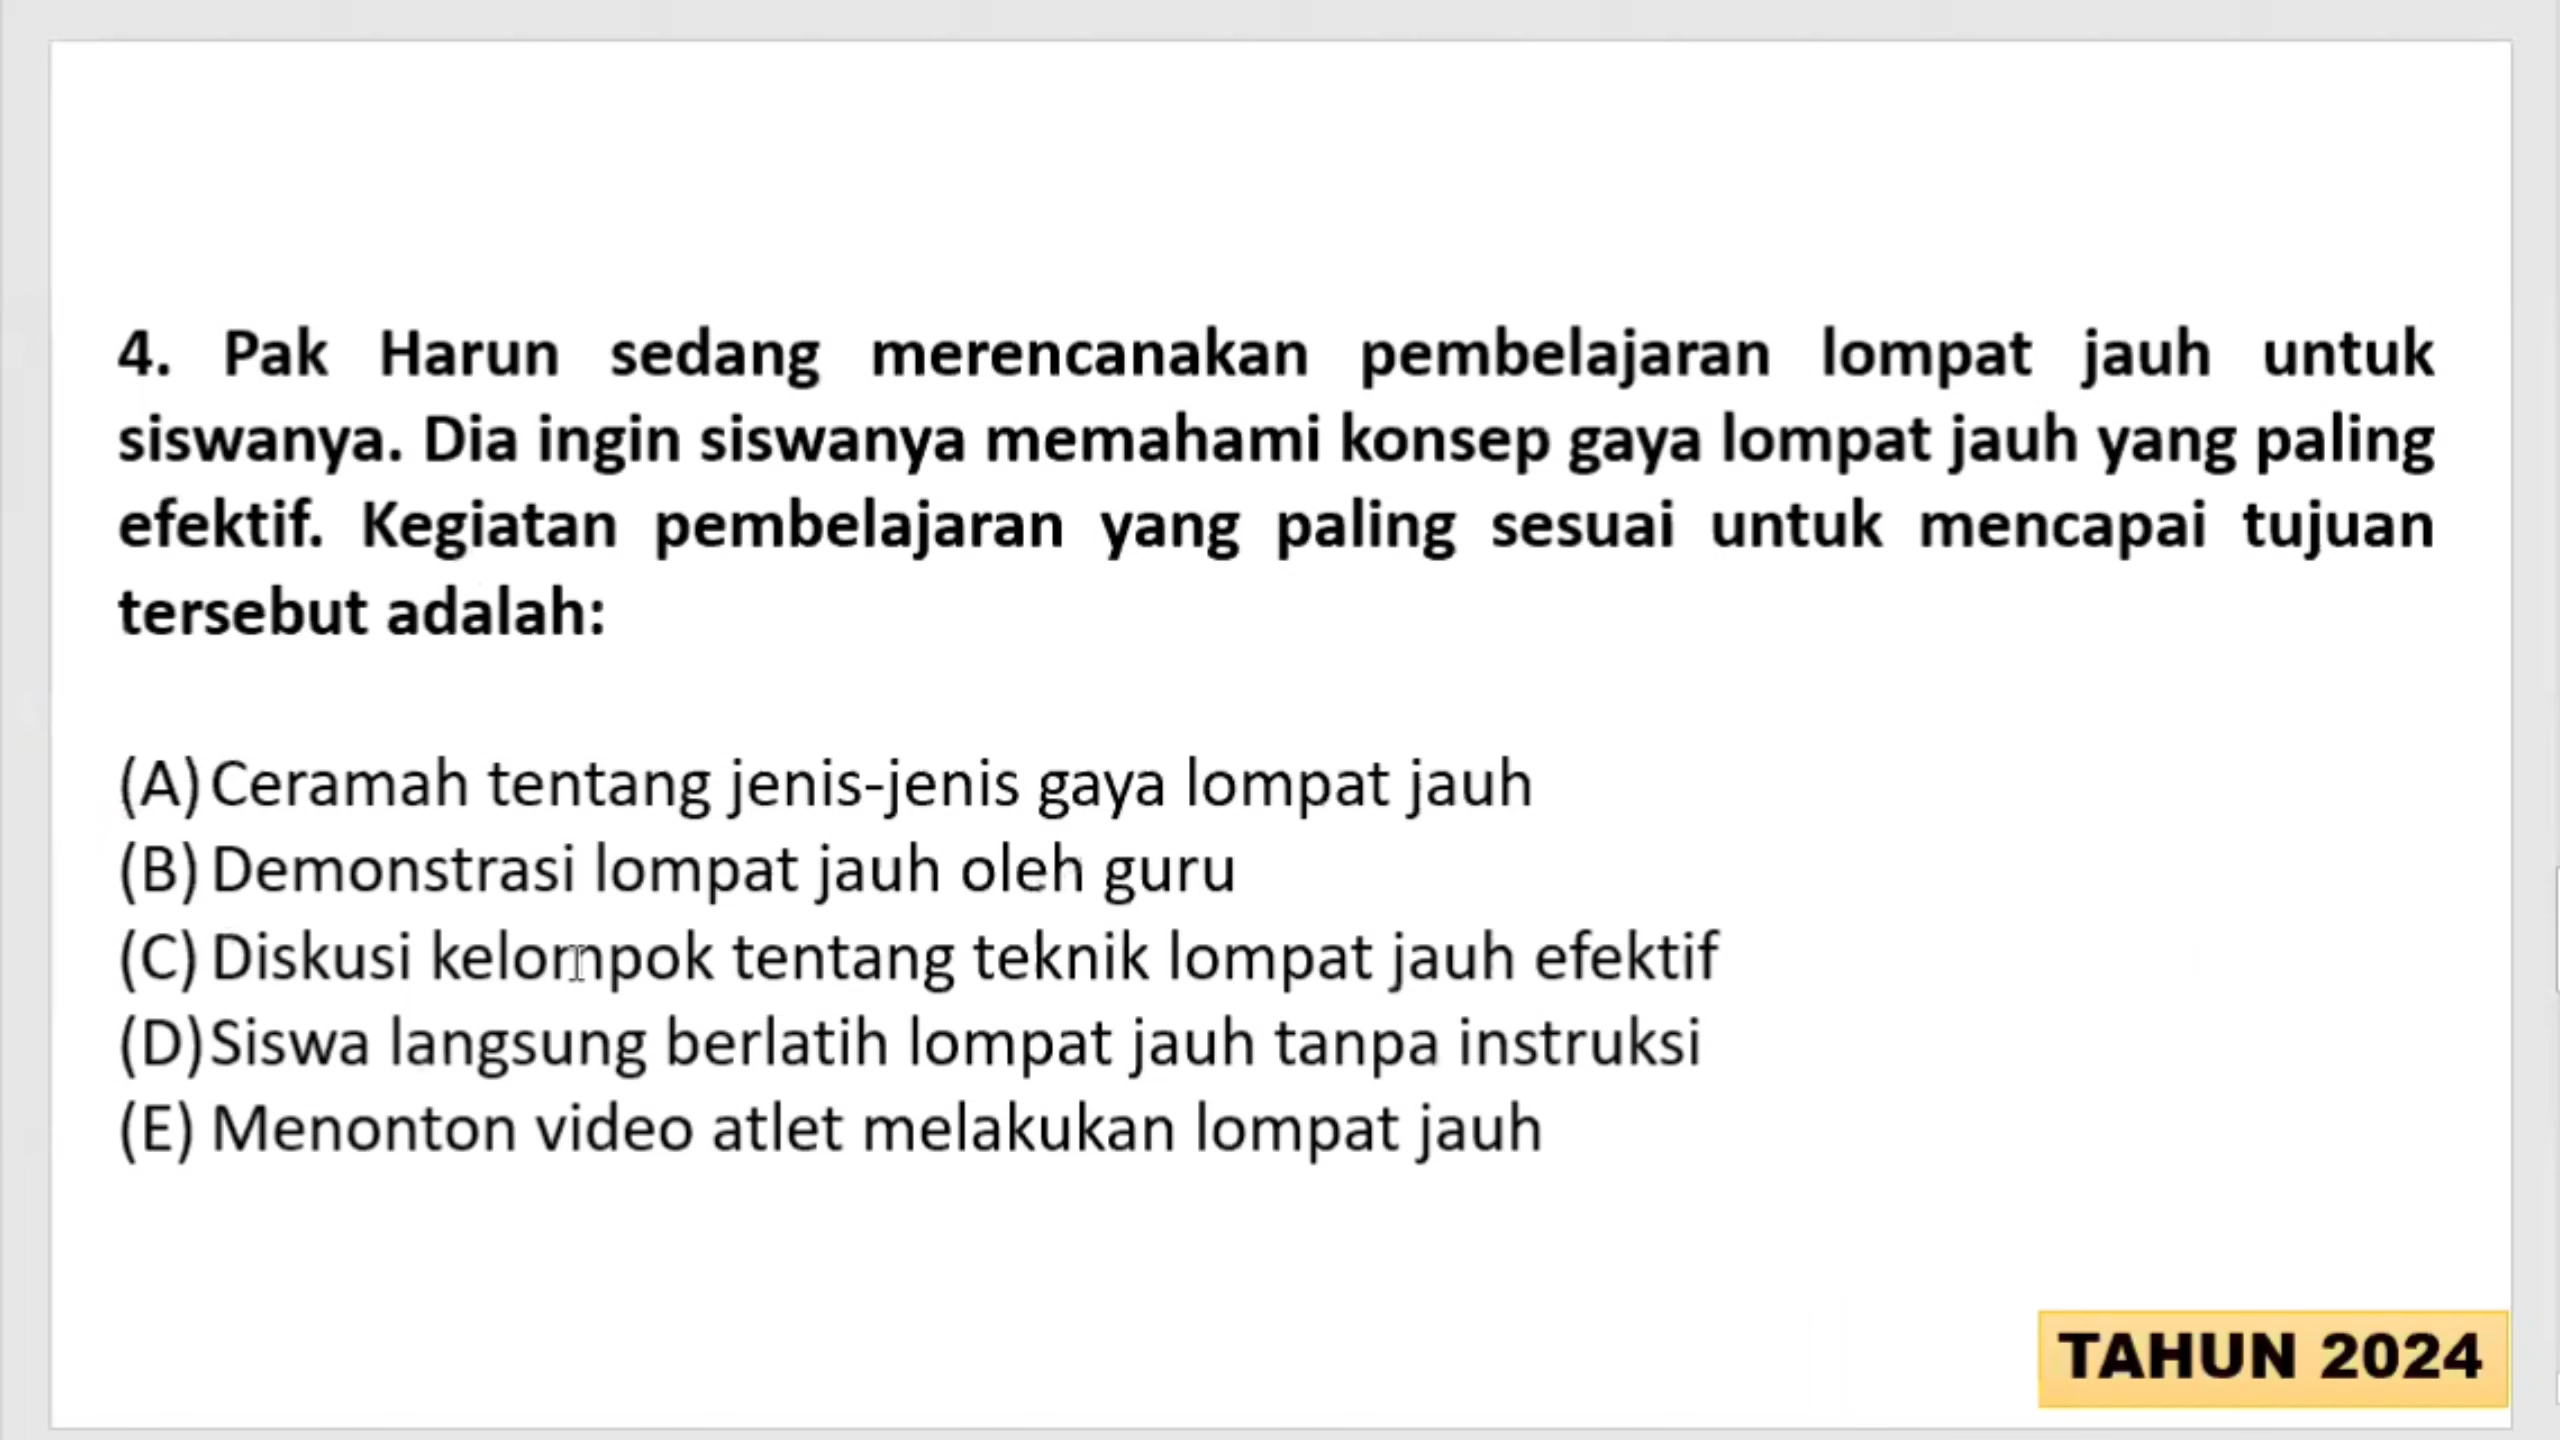 4. Pak Harun sedang merencanakan pembelajaran lompat jauh untuk
siswanya. Dia ingin siswanya memahami konsep gaya lompat jauh yang paling
efektif. Kegiatan pembelajaran yang paling sesuai untuk mencapai tujuan
tersebut adalah:
(A) Ceramah tentang jenis-jenis gaya lompat jauh
(B) Demonstrasi lompat jauh oleh guru
(C) Diskusi kelompok tentang teknik lompat jauh efektif
(D) Siswa langsung berlatih lompat jauh tanpa instruksi
(E) Menonton video atlet melakukan lompat jauh
TAHUN 2024